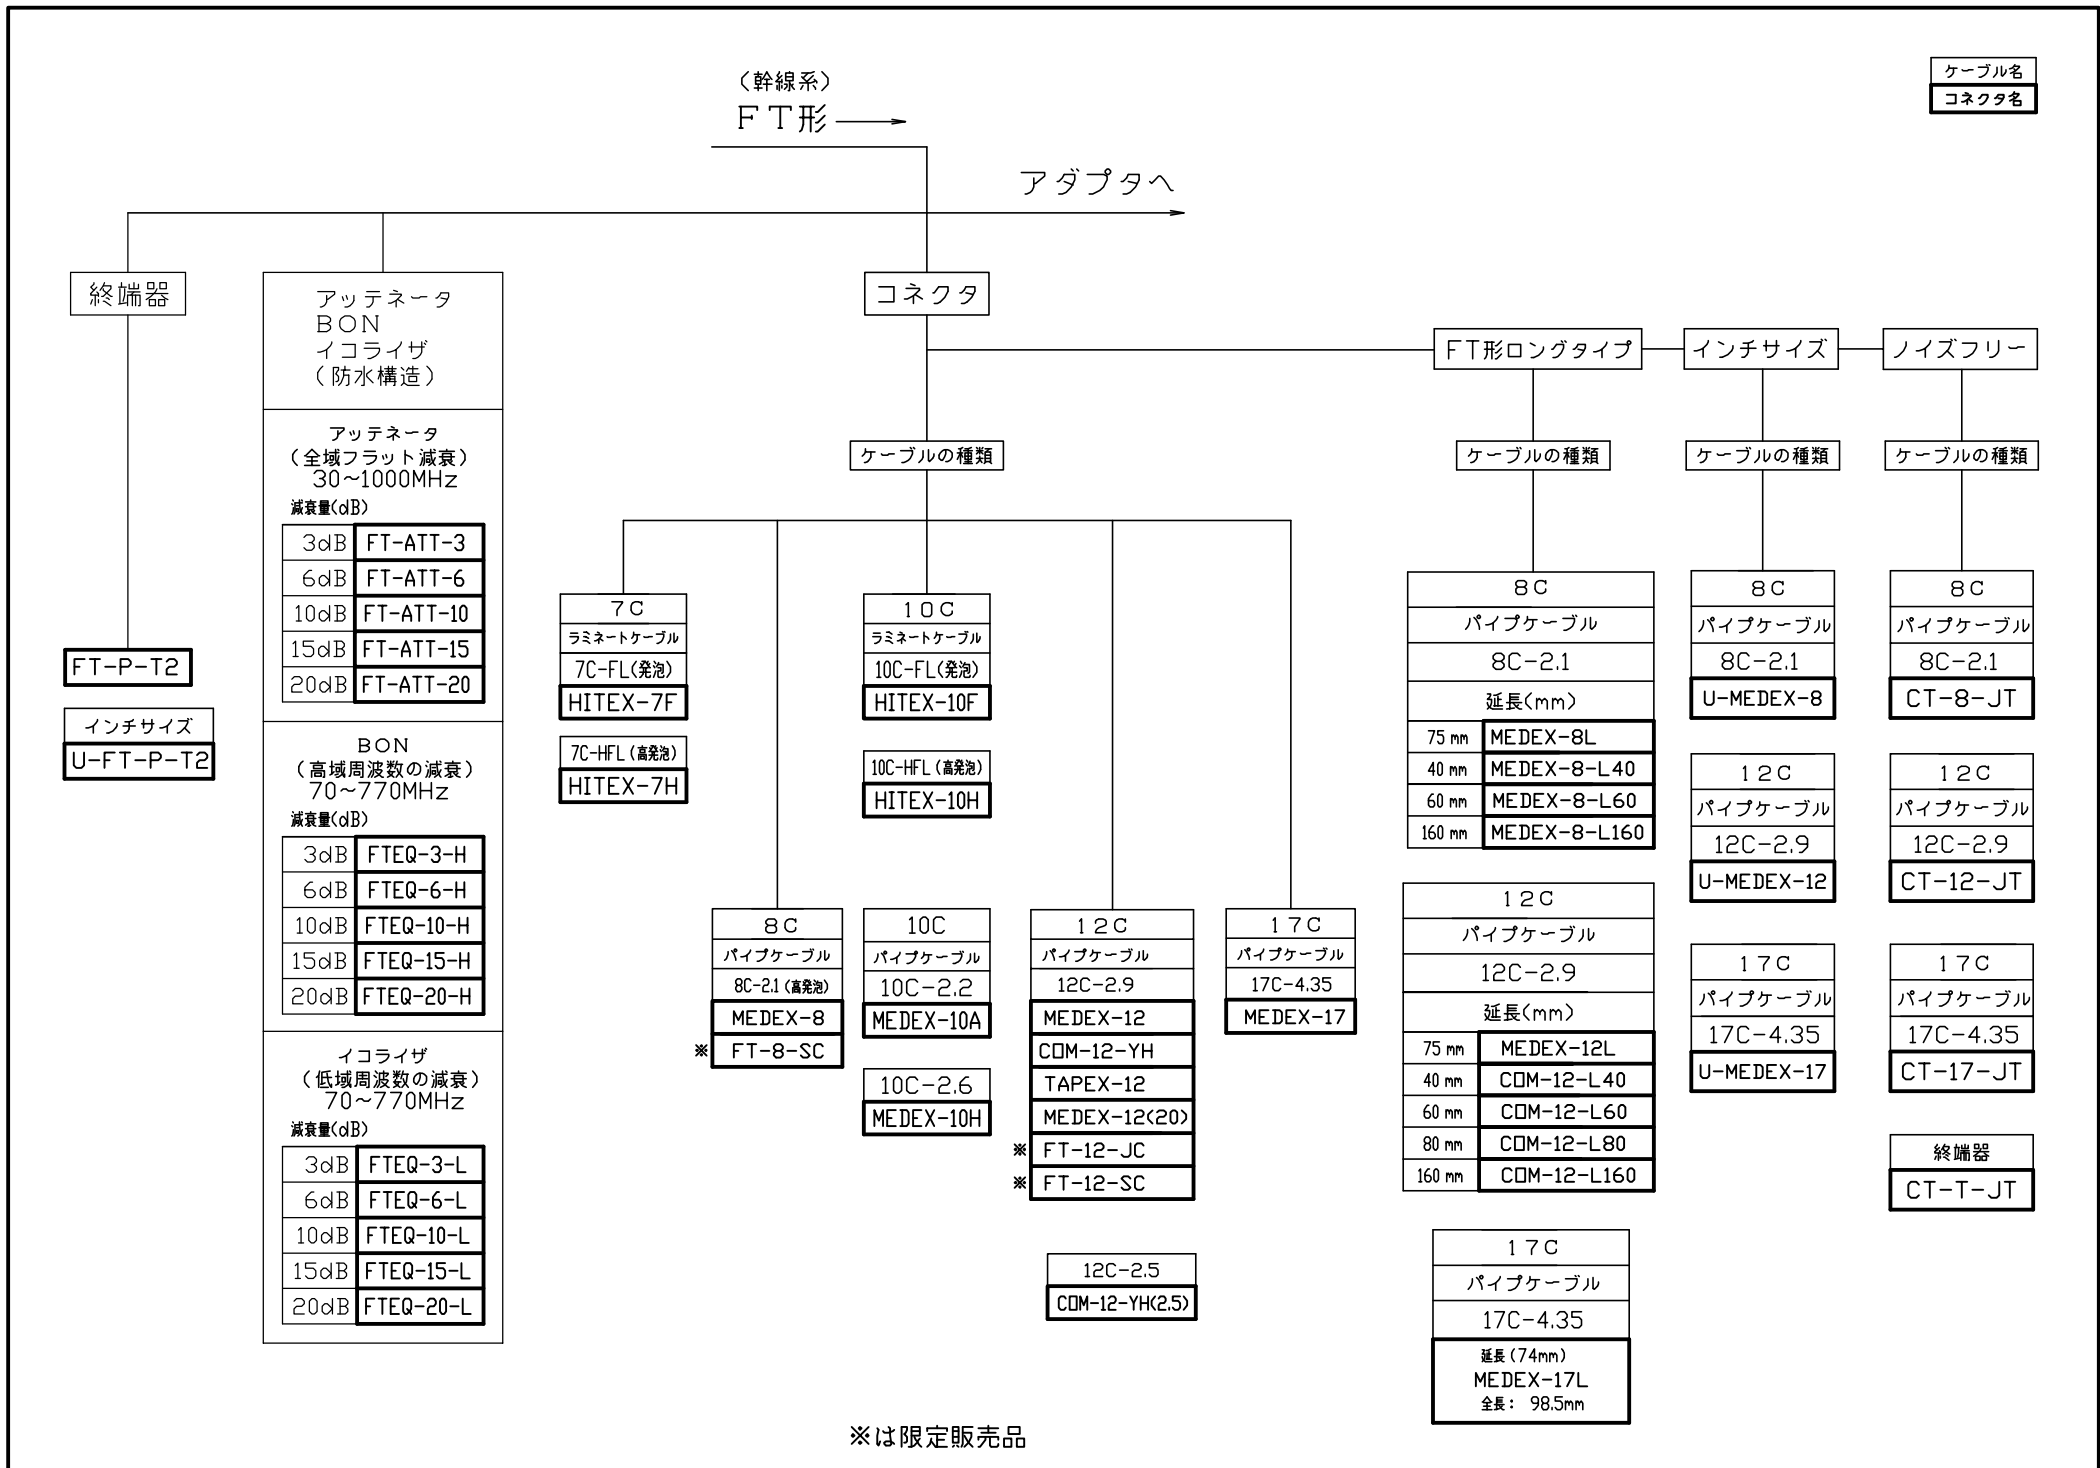 (幹線系)
FT形
ケーブル名
コネクタ名
アダプタへ
終端器
FT-P-T2
インチサイズ
U-FT-P-T2
アッテネータ
BON
イコライザ
(防水構造)
アッテネータ
(全域フラット減衰)
30~1000MHz
減衰量(dB)
3dB FT-ATT-3
6dB FT-ATT-6
10dB FT-ATT-10
15dB FT-ATT-15
20dB FT-ATT-20
BON
(高域周波数の減衰)
70~770MHz
減衰量(dB)
3dB FTEQ-3-H
6dB FTEQ-6-H
10dB FTEQ-10-H
15dB FTEQ-15-H
20dB FTEQ-20-H
イコライザ
(低域周波数の減衰)
70~770MHz
減衰量(dB)
3dB FTEQ-3-L
6dB FTEQ-6-L
10dB FTEQ-10-L
15dB FTEQ-15-L
20dB FTEQ-20-L
コネクタ
ケーブルの種類
7C
ラミネートケーブル
7C-FL(発泡)
HITEX-7F
7C-HFL(高発泡)
HITEX-7H
10C
ラミネートケーブル
10C-FL(発泡)
HITEX-10F
10C-HFL(高発泡)
HITEX-10H
8C
パイプケーブル
8C-2.1(高発泡)
MEDEX-8
※ FT-8-SC
10C
パイプケーブル
10C-2.2
MEDEX-10A
10C-2.6
MEDEX-10H
12C
パイプケーブル
12C-2.9
MEDEX-12
COM-12-YH
TAPEX-12
MEDEX-12(20)
※ FT-12-JC
※ FT-12-SC
12C-2.5
COM-12-YH(2.5)
17C
パイプケーブル
17C-4.35
MEDEX-17
FT形ロングタイプ
ケーブルの種類
8C
パイプケーブル
8C-2.1
延長(mm)
75 mm MEDEX-8L
40 mm MEDEX-8-L40
60 mm MEDEX-8-L60
160 mm MEDEX-8-L160
12C
パイプケーブル
12C-2.9
延長(mm)
75 mm MEDEX-12L
40 mm COM-12-L40
60 mm COM-12-L60
80 mm COM-12-L80
160 mm COM-12-L160
17C
パイプケーブル
17C-4.35
延長(74mm)
MEDEX-17L
全長: 98.5mm
インチサイズ
ケーブルの種類
8C
パイプケーブル
8C-2.1
U-MEDEX-8
12C
パイプケーブル
12C-2.9
U-MEDEX-12
17C
パイプケーブル
17C-4.35
U-MEDEX-17
ノイズフリー
ケーブルの種類
8C
パイプケーブル
8C-2.1
CT-8-JT
12C
パイプケーブル
12C-2.9
CT-12-JT
17C
パイプケーブル
17C-4.35
CT-17-JT
終端器
CT-T-JT
※は限定販売品